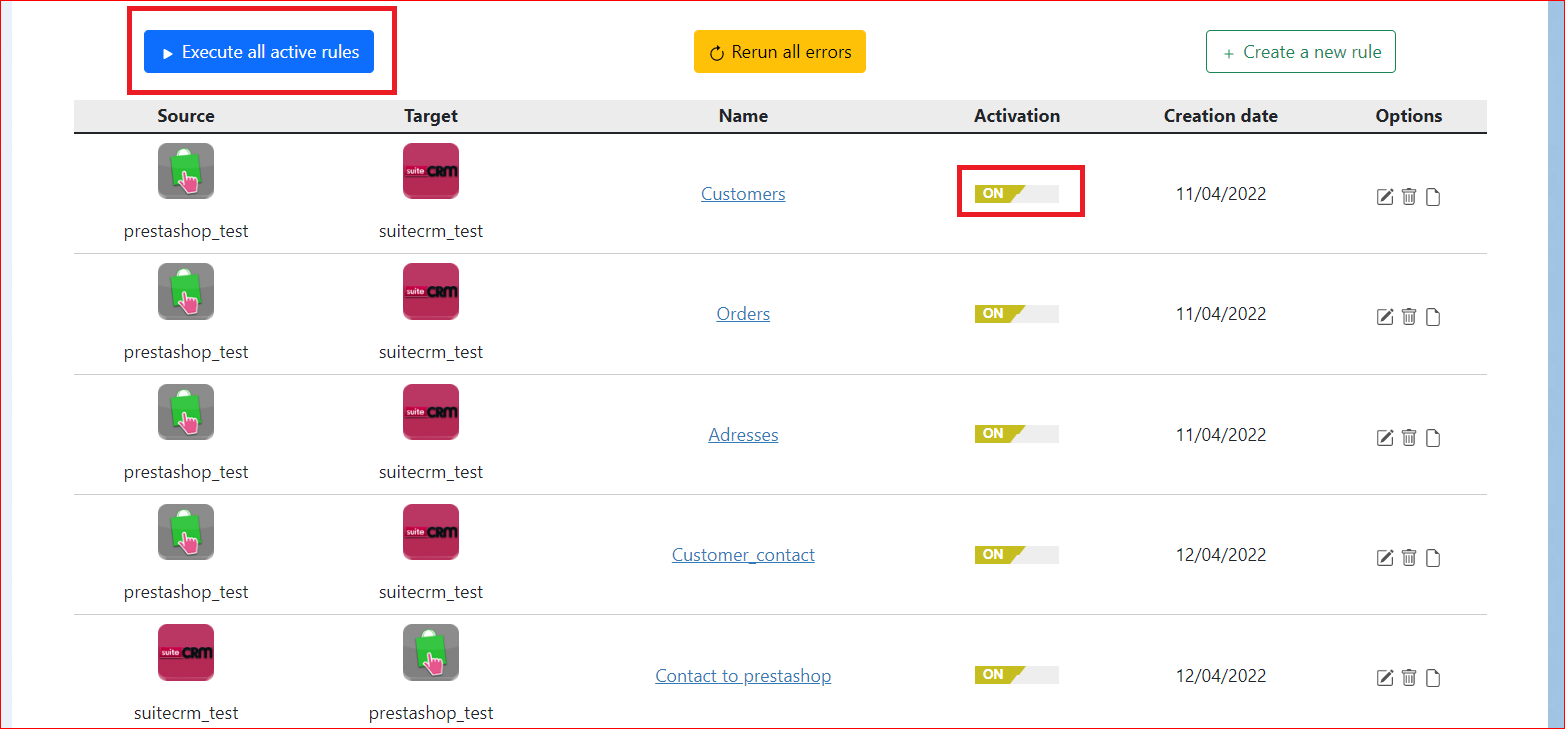 Execute all active rules Rerun all errors + Create a new rule
Source Target Name Activation Creation date Options
suite CRM
Customers ON 11/04/2022
prestashop_test suitecrm_test
suite CRM
Orders ON 11/04/2022
prestashop_test suitecrm_test
suite CRM
Adresses ON 11/04/2022
prestashop_test suitecrm_test
suite CRM
Customer_contact ON 12/04/2022
prestashop_test suitecrm_test
suite CRM
Contact to prestashop ON 12/04/2022
suitecrm_test prestashop_test